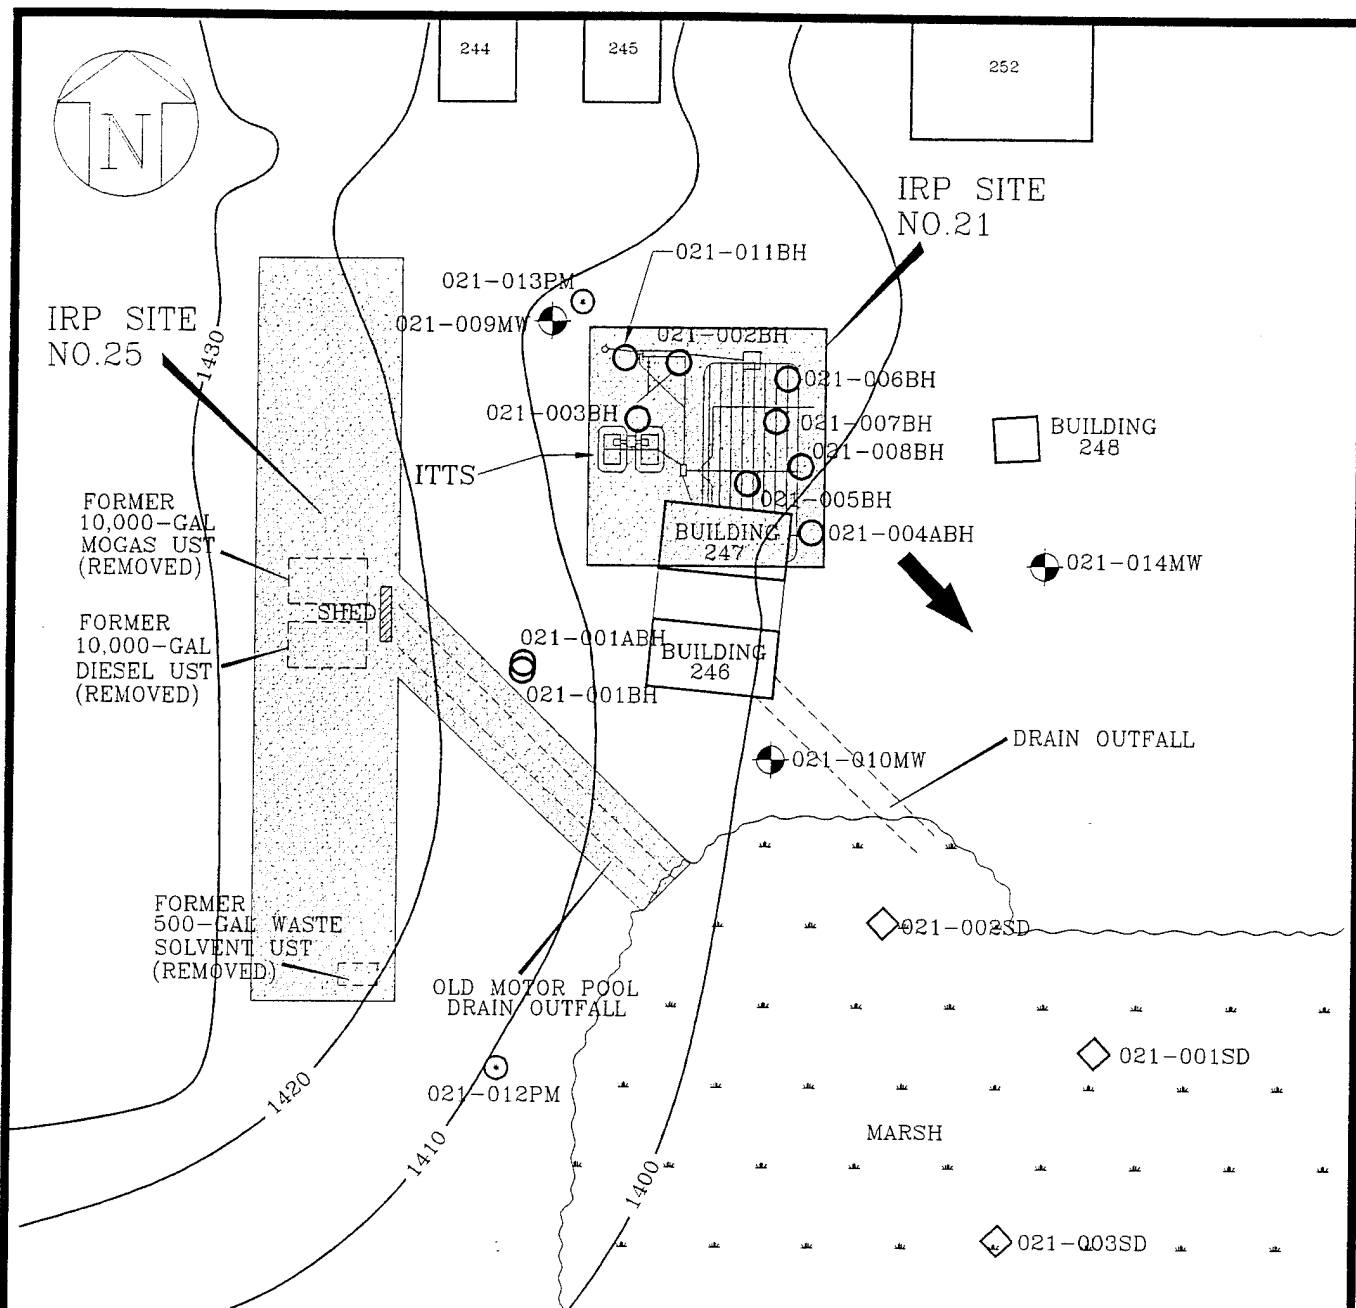 244
245
252
N
IRP SITE
NO.21
021-011BH
021-013PM
021-009MW
021-002BH
IRP SITE
NO.25
1430
021-006BH
021-003BH
021-007BH
BUILDING
248
021-008BH
ITTS
021-005BH
FORMER
10,000-GAL
MOGAS UST
(REMOVED)
BUILDING
247
021-004ABH
021-014MW
SHED
FORMER
10,000-GAL
DIESEL UST
(REMOVED)
021-001ABH
021-001BH
BUILDING
246
DRAIN OUTFALL
021-010MW
FORMER
500-GAL WASTE
SOLVENT UST
(REMOVED)
021-002SD
OLD MOTOR POOL
DRAIN OUTFALL
021-001SD
1420
021-012PM
1410
MARSH
1400
021-003SD